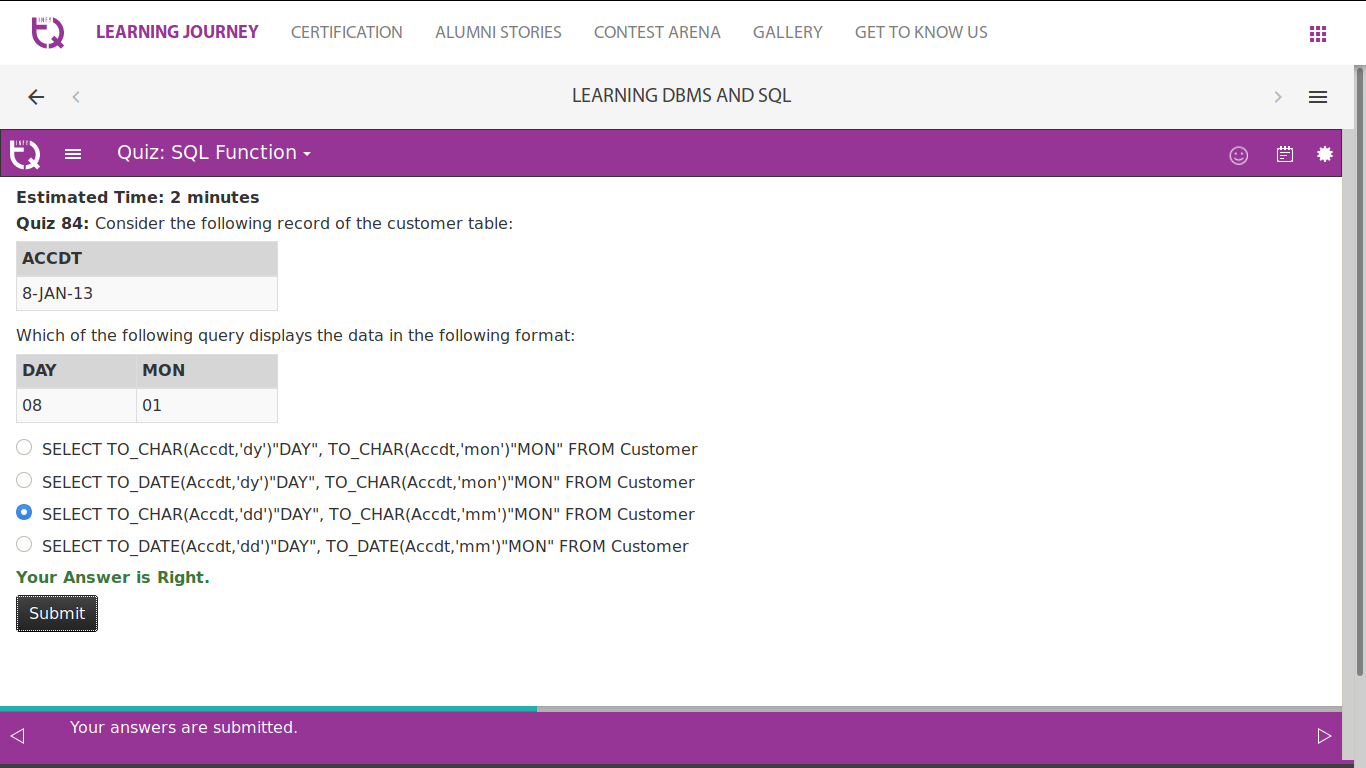 INFY
TQ
LEARNING JOURNEY CERTIFICATION ALUMNI STORIES CONTEST ARENA GALLERY GET TO KNOW US
LEARNING DBMS AND SQL
INFY
TQ
Quiz: SQL Function
Estimated Time: 2 minutes
Quiz 84: Consider the following record of the customer table:
ACCDT
8-JAN-13
Which of the following query displays the data in the following format:
DAY MON
08 01
SELECT TO_CHAR(Accdt,'dy')"DAY", TO_CHAR(Accdt,'mon')"MON" FROM Customer
SELECT TO_DATE(Accdt,'dy')"DAY", TO_CHAR(Accdt,'mon')"MON" FROM Customer
SELECT TO_CHAR(Accdt,'dd')"DAY", TO_CHAR(Accdt,'mm')"MON" FROM Customer
SELECT TO_DATE(Accdt,'dd')"DAY", TO_DATE(Accdt,'mm')"MON" FROM Customer
Your Answer is Right.
Submit
Your answers are submitted.